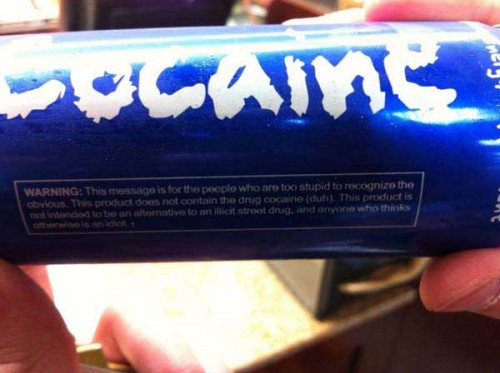 Cocaine
WARNING: This message is for the people who are too stupid to recognize the
obvious. This product does not contain the drug cocaine (duh). This product is
not intended to be an alternative to an illicit street drug, and anyone who thinks
otherwise is an idiot.